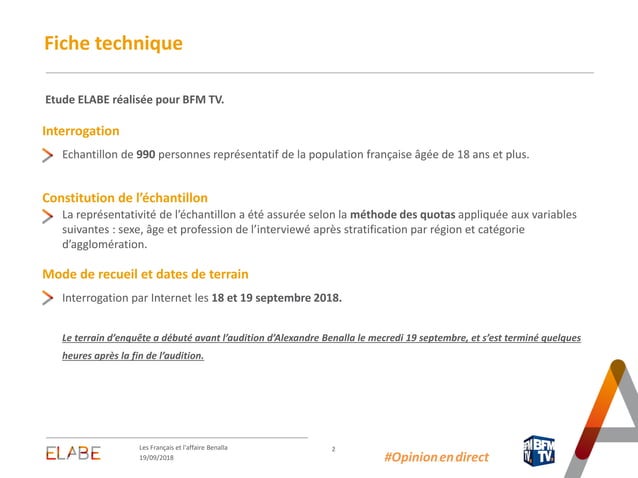 Fiche technique
Etude ELABE réalisée pour BFM TV.
Interrogation
Echantillon de 990 personnes représentatif de la population française âgée de 18 ans et plus.
Constitution de l’échantillon
La représentativité de l’échantillon a été assurée selon la méthode des quotas appliquée aux variables
suivantes : sexe, âge et profession de l’interviewé après stratification par région et catégorie
d’agglomération.
Mode de recueil et dates de terrain
Interrogation par Internet les 18 et 19 septembre 2018.
Le terrain d’enquête a débuté avant l’audition d’Alexandre Benalla le mecredi 19 septembre, et s’est terminé quelques
heures après la fin de l’audition.
ELABE
Les Français et l'affaire Benalla
19/09/2018
2
#Opinionendirect
BFM
TV.